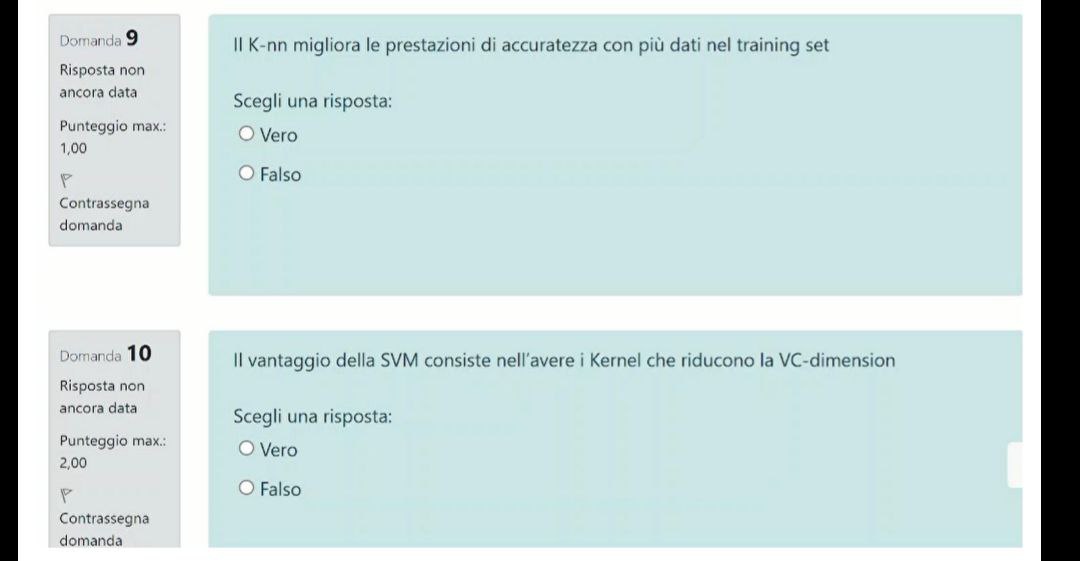 Domanda 9
Risposta non
ancora data
Punteggio max.:
1,00
Contrassegna
domanda
Il K-nn migliora le prestazioni di accuratezza con più dati nel training set
Scegli una risposta:
Vero
Falso
Domanda 10
Risposta non
ancora data
Punteggio max.:
2,00
Contrassegna
domanda
Il vantaggio della SVM consiste nell'avere i Kernel che riducono la VC-dimension
Scegli una risposta:
Vero
Falso